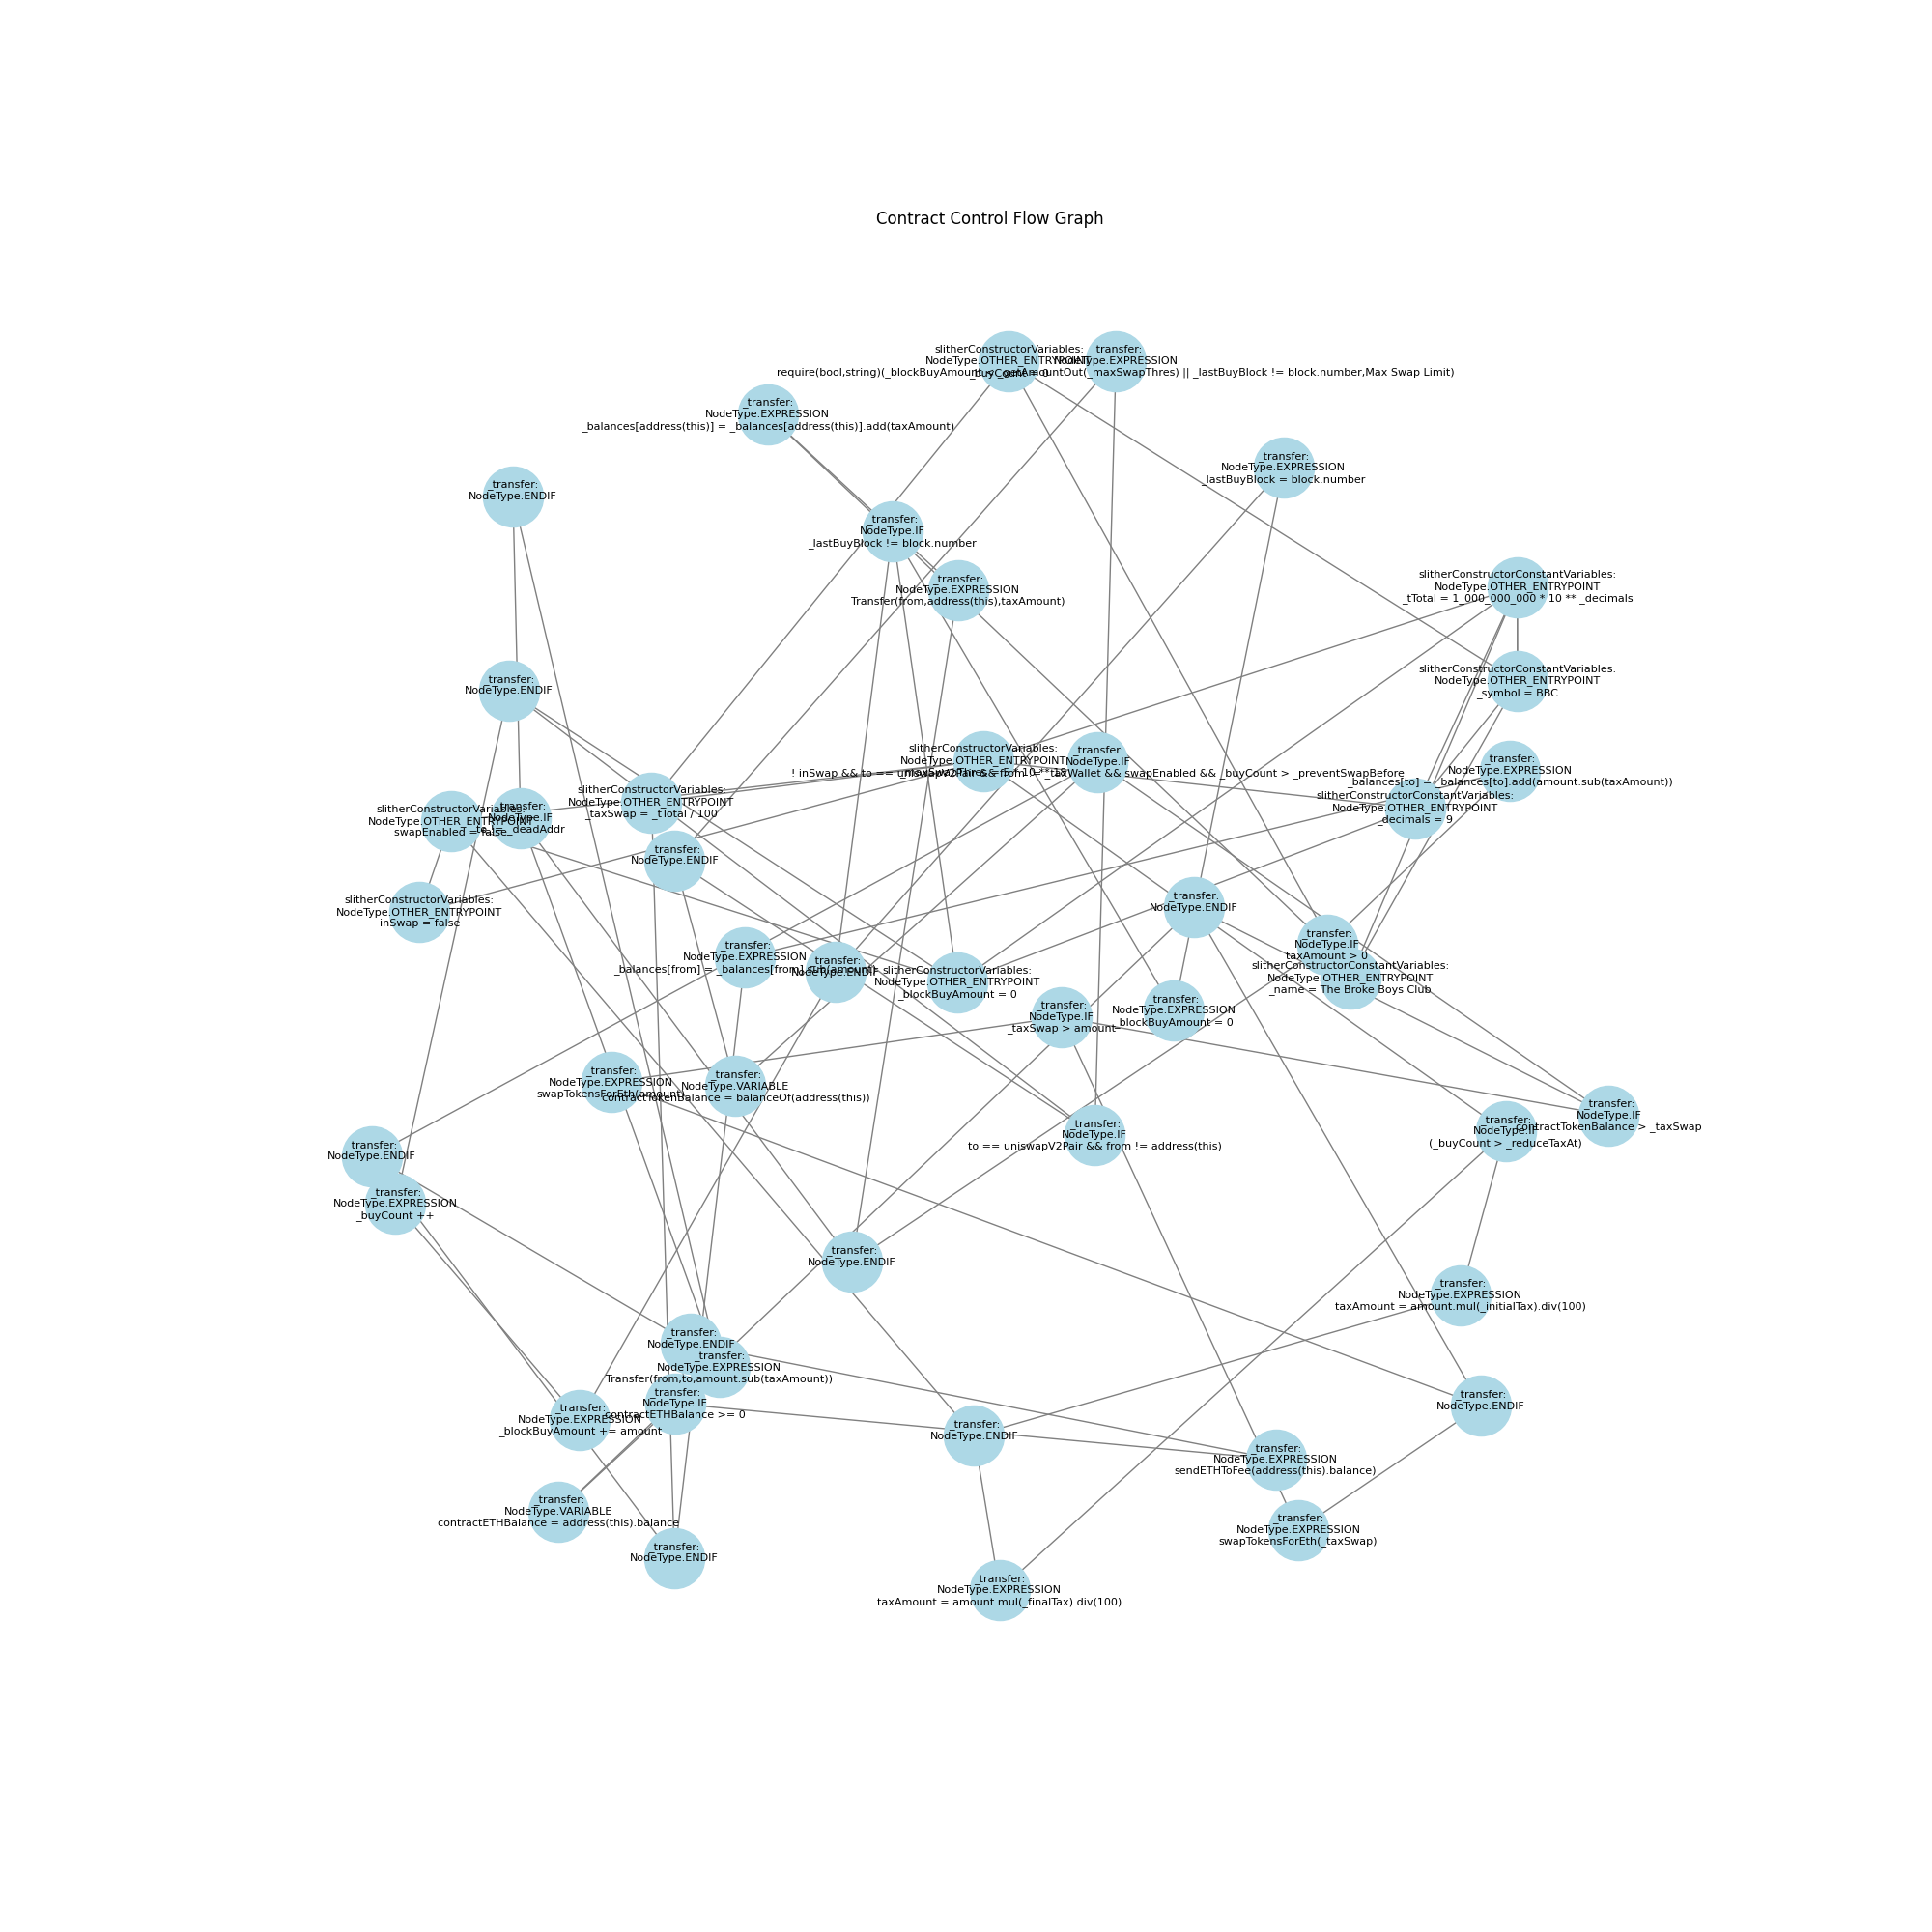 Contract Control Flow Graph
slitherConstructorVariables:
NodeType.OTHER_ENTRYPOINT
_buyCount = 0
_transfer:
NodeType.EXPRESSION
require(bool,string)(_blockBuyAmount < _getAmountOut(_maxSwapThres) || _lastBuyBlock != block.number,Max Swap Limit)
_transfer:
NodeType.EXPRESSION
_balances[address(this)] = _balances[address(this)].add(taxAmount)
_transfer:
NodeType.EXPRESSION
_lastBuyBlock = block.number
_transfer:
NodeType.ENDIF
_transfer:
NodeType.IF
_lastBuyBlock != block.number
_transfer:
NodeType.EXPRESSION
Transfer(from,address(this),taxAmount)
slitherConstructorConstantVariables:
NodeType.OTHER_ENTRYPOINT
_tTotal = 1_000_000_000 * 10 ** _decimals
slitherConstructorConstantVariables:
NodeType.OTHER_ENTRYPOINT
_symbol = BBC
_transfer:
NodeType.ENDIF
slitherConstructorVariables:
NodeType.OTHER_ENTRYPOINT
_transfer:
NodeType.IF
! inSwap && to == uniswapV2Pair && from != _taxWallet && swapEnabled && _buyCount > _preventSwapBefore
_transfer:
NodeType.EXPRESSION
_balances[to] = _balances[to].add(amount.sub(taxAmount))
slitherConstructorConstantVariables:
NodeType.OTHER_ENTRYPOINT
_decimals = 9
slitherConstructorVariables:
NodeType.OTHER_ENTRYPOINT
_taxSwap = _tTotal / 100
slitherConstructorVariables:
NodeType.OTHER_ENTRYPOINT
swapEnabled = false
_transfer:
NodeType.IF
to != _deadAddr
_transfer:
NodeType.ENDIF
slitherConstructorVariables:
NodeType.OTHER_ENTRYPOINT
inSwap = false
_transfer:
NodeType.ENDIF
_transfer:
NodeType.IF
taxAmount > 0
_transfer:
NodeType.EXPRESSION
_balances[from] = _balances[from].sub(amount)
_transfer:
NodeType.ENDIF
slitherConstructorVariables:
NodeType.OTHER_ENTRYPOINT
_blockBuyAmount = 0
slitherConstructorConstantVariables:
NodeType.OTHER_ENTRYPOINT
_name = The Broke Boys Club
_transfer:
NodeType.EXPRESSION
_blockBuyAmount = 0
_transfer:
NodeType.IF
_taxSwap > amount
_transfer:
NodeType.EXPRESSION
swapTokensForEth(amount)
_transfer:
NodeType.VARIABLE
contractTokenBalance = balanceOf(address(this))
_transfer:
NodeType.IF
contractTokenBalance > _taxSwap
_transfer:
NodeType.IF
(_buyCount > _reduceTaxAt)
_transfer:
NodeType.IF
to == uniswapV2Pair && from != address(this)
_transfer:
NodeType.ENDIF
_transfer:
NodeType.EXPRESSION
_buyCount ++
_transfer:
NodeType.ENDIF
_transfer:
NodeType.EXPRESSION
taxAmount = amount.mul(_initialTax).div(100)
_transfer:
NodeType.ENDIF
_transfer:
NodeType.EXPRESSION
Transfer(from,to,amount.sub(taxAmount))
_transfer:
NodeType.IF
contractETHBalance >= 0
_transfer:
NodeType.EXPRESSION
_blockBuyAmount += amount
_transfer:
NodeType.ENDIF
_transfer:
NodeType.ENDIF
_transfer:
NodeType.EXPRESSION
sendETHToFee(address(this).balance)
_transfer:
NodeType.VARIABLE
contractETHBalance = address(this).balance
_transfer:
NodeType.EXPRESSION
swapTokensForEth(_taxSwap)
_transfer:
NodeType.ENDIF
_transfer:
NodeType.EXPRESSION
taxAmount = amount.mul(_finalTax).div(100)